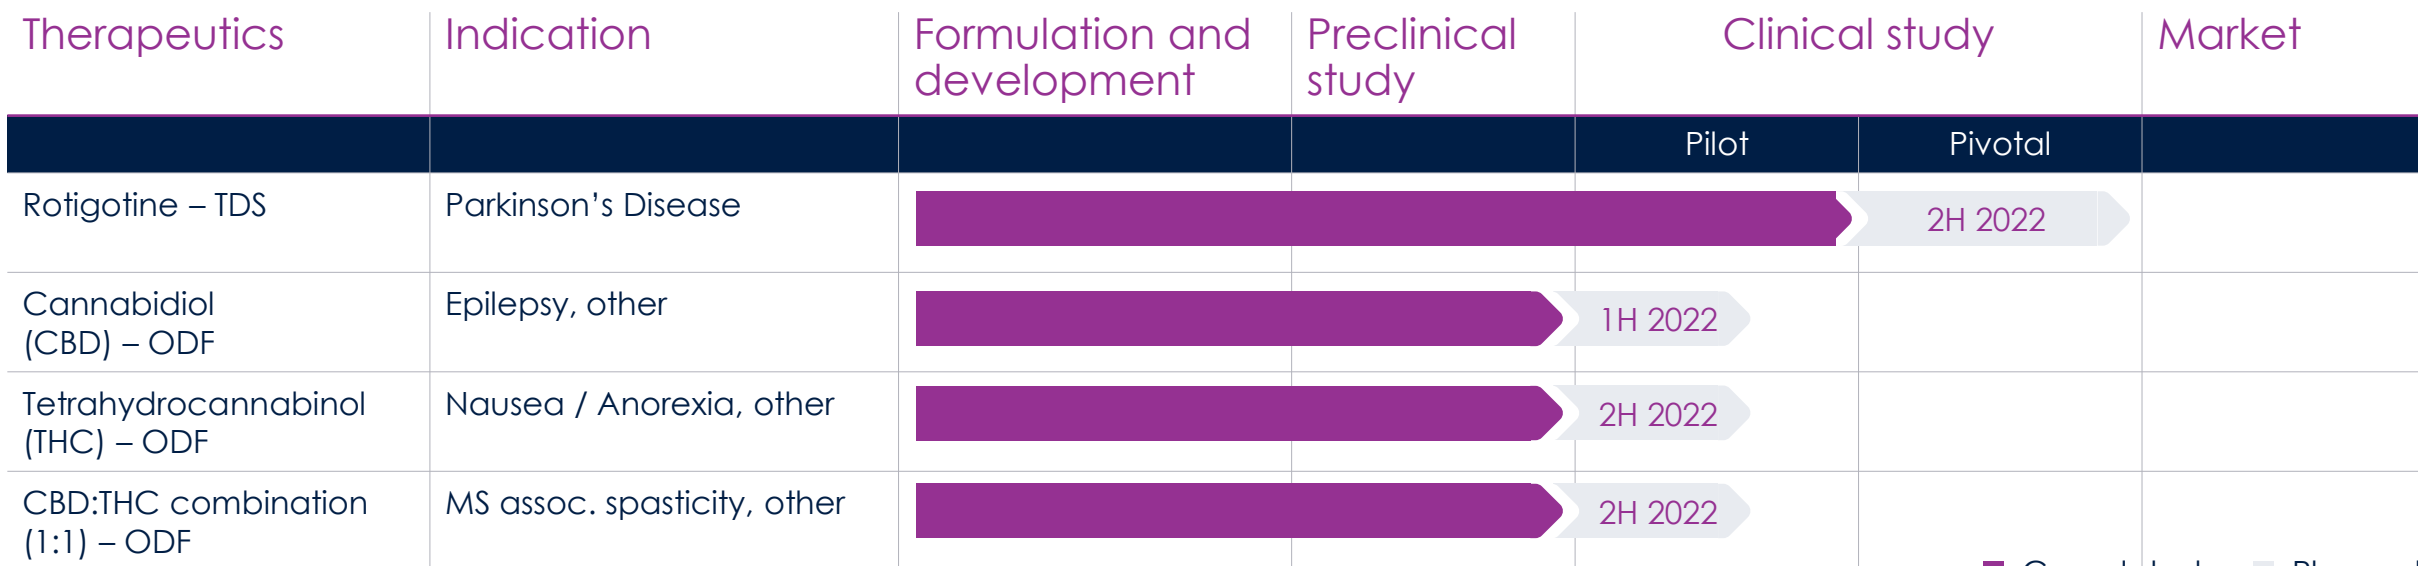 Therapeutics
Indication
Formulation and
development
Preclinical
study
Clinical study
Market
Pilot
Pivotal
Rotigotine – TDS
Parkinson’s Disease
2H 2022
Cannabidiol
(CBD) – ODF
Epilepsy, other
1H 2022
Tetrahydrocannabinol
(THC) – ODF
Nausea / Anorexia, other
2H 2022
CBD:THC combination
(1:1) – ODF
MS assoc. spasticity, other
2H 2022